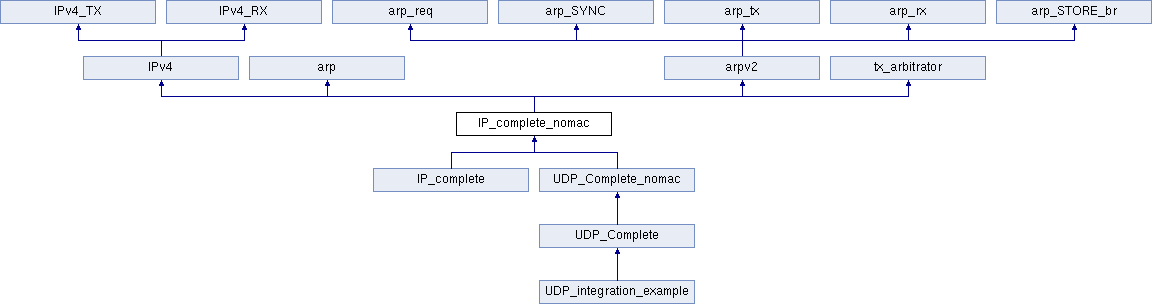 IPv4_TX
IPv4_RX
arp_req
arp_SYNC
arp_tx
arp_rx
arp_STORE_br
IPv4
arp
arpv2
tx_arbitrator
IP_complete_nomac
IP_complete
UDP_Complete_nomac
UDP_Complete
UDP_integration_example